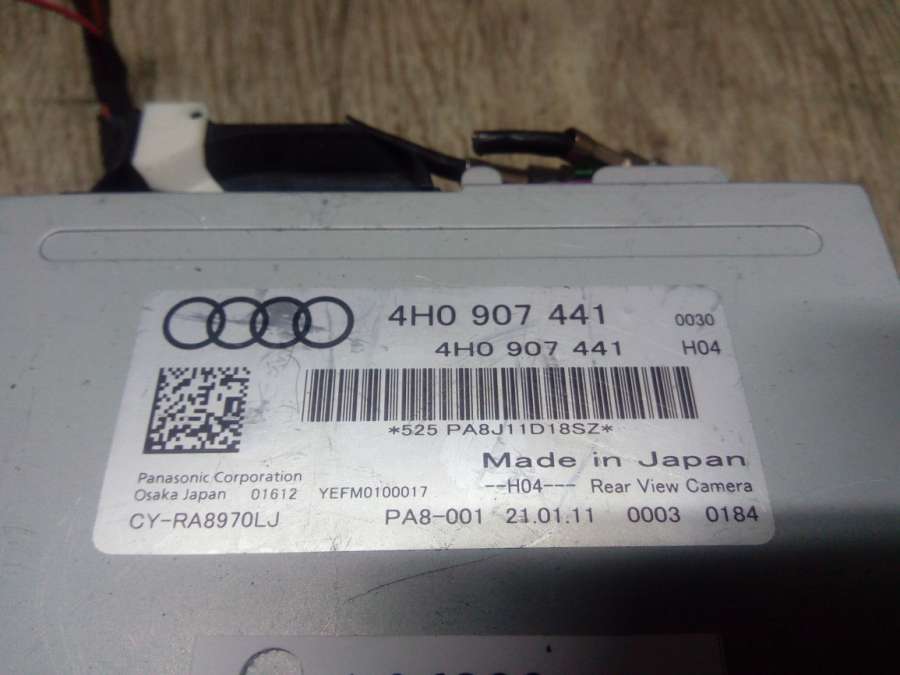 4H0 907 441 0030
4H0 907 441 H04
*525 PA8J11D18SZ*
Made in Japan
Panasonic Corporation
Osaka Japan 01612 YEFM0100017 --H04--- Rear View Camera
CY-RA8970LJ PA8-001 21.01.11 0003 0184